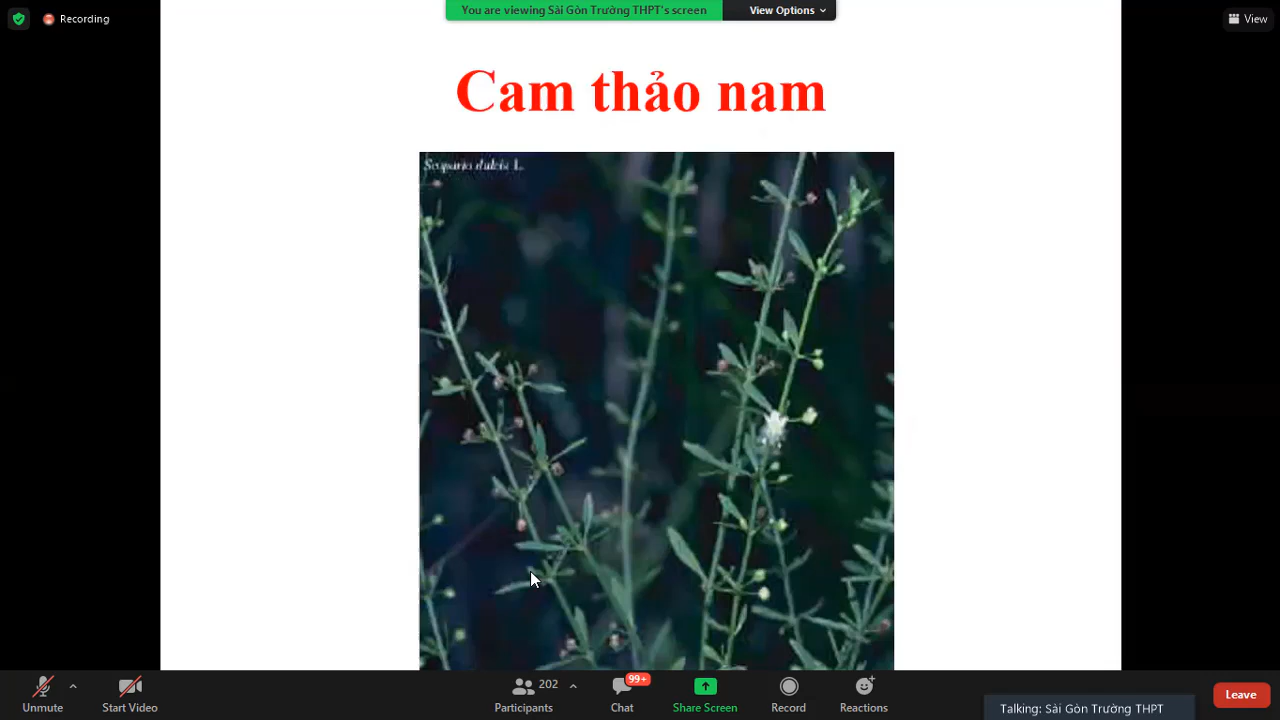 Recording
You are viewing Sài Gòn Trường THPT's screen
View Options
View
Cam thảo nam
Scoparia dulcis L.
Unmute
Start Video
202
Participants
99+
Chat
Share Screen
Record
Reactions
Talking: Sài Gòn Trường THPT
Leave